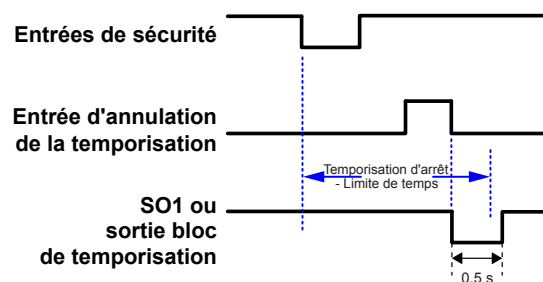 Entrées de sécurité
Entrée d'annulation
de la temporisation
Temporisation d'arrêt
- Limite de temps
SO1 ou
sortie bloc
de temporisation
0.5 s